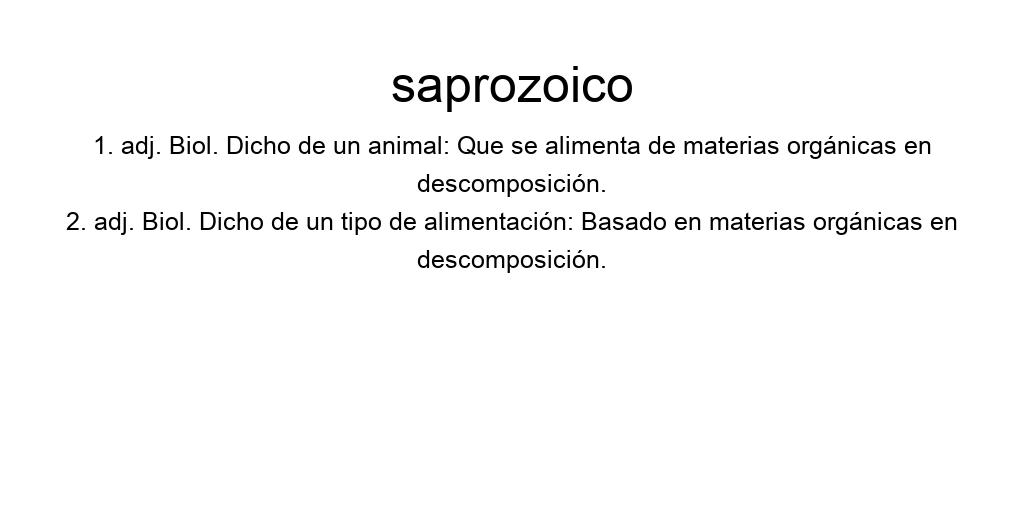 saprozoico
1. adj. Biol. Dicho de un animal: Que se alimenta de materias orgánicas en
descomposición.
2. adj. Biol. Dicho de un tipo de alimentación: Basado en materias orgánicas en
descomposición.